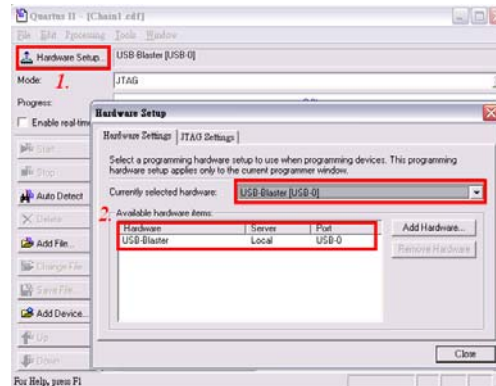 Quartus II - [Chain1.cdf]
File Edit Processing Tools Window
Hardware Setup... USB-Blaster [USB-0]
Mode: JTAG
1.
Progress:
Enable real-time
Hardware Setup
Hardware Settings JTAG Settings
Start
Select a programming hardware setup to use when programming devices. This programming
hardware setup applies only to the current programmer window.
Stop
Auto Detect
Currently selected hardware: USB-Blaster [USB-0]
2.
Available hardware items:
Delete
Hardware Server Port
USB-Blaster Local USB-0
Add Hardware...
Remove Hardware
Add File...
Change File
Save File
Add Device...
Up
Down
Close
For Help, press F1